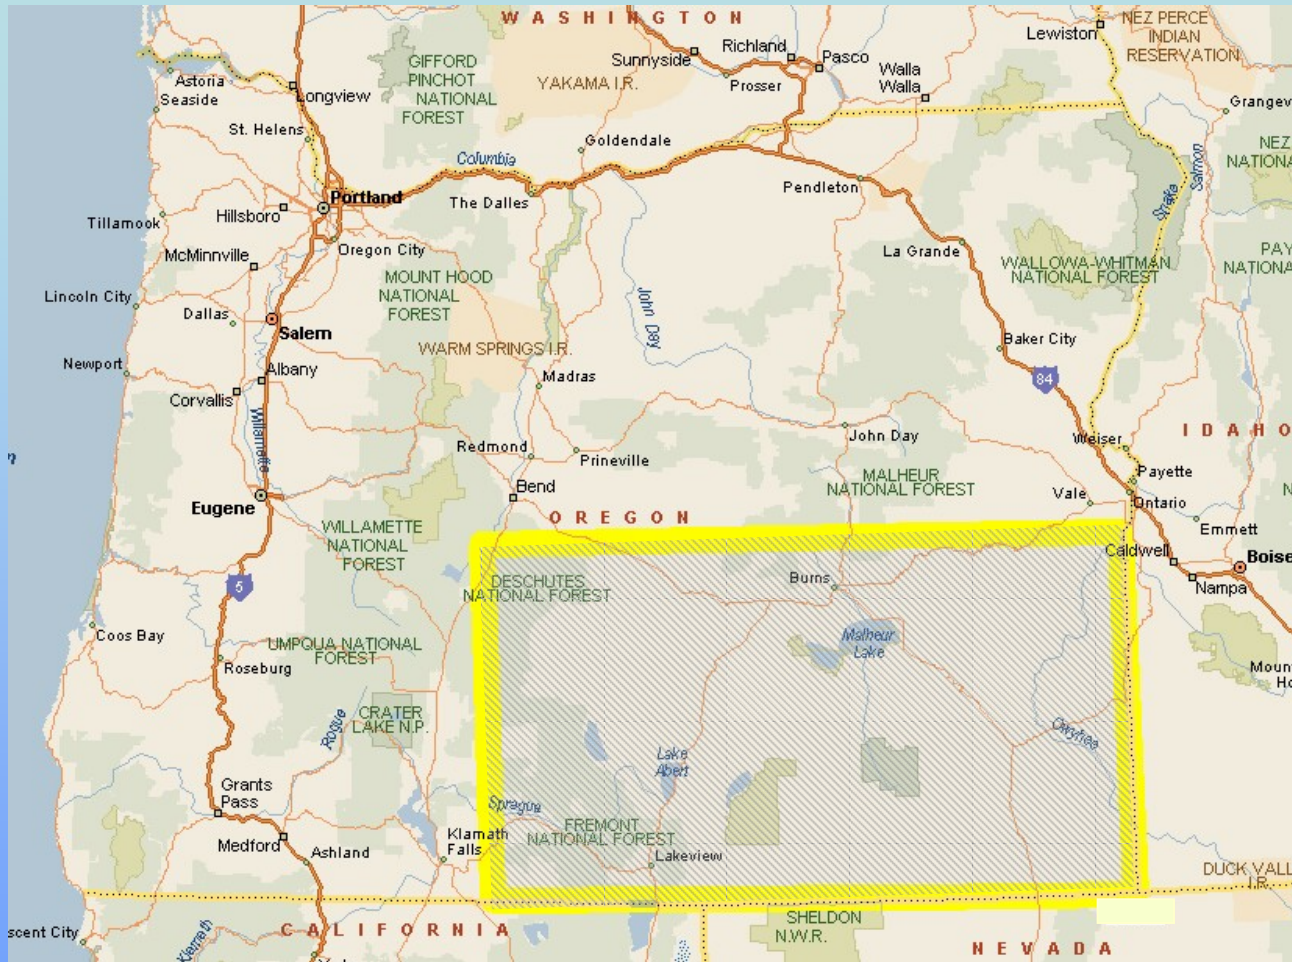 WASHINGTON
NEZ PERCE
INDIAN
RESERVATION
Lewiston
Richland
Sunnyside
Pasco
GIFFORD
PINCHOT
NATIONAL
FOREST
YAKAMA I.R.
Prosser
Walla
Walla
Astoria
Seaside
Longview
Grangev
St. Helens
Goldendale
NEZ
NATIONA
Columbia
Salmon
Snake
Pendleton
Portland
The Dalles
Hillsboro
Tillamook
Oregon City
McMinnville
La Grande
WALLOWA-WHITMAN
NATIONAL FOREST
PAY
NATIONA
MOUNT HOOD
NATIONAL
FOREST
Lincoln City
Dallas
Salem
John Day
Baker City
WARM SPRINGS I.R.
Newport
Albany
Madras
84
Corvallis
Willamette
John Day
Weiser
IDAHO
Redmond
Prineville
Payette
MALHEUR
NATIONAL FOREST
Bend
Vale
Ontario
Eugene
OREGON
Emmett
WILLAMETTE
NATIONAL
FOREST
Caldwell
Boise
5
DESCHUTES
NATIONAL FOREST
Burns
Nampa
Coos Bay
UMPQUA NATIONAL
FOREST
Malheur
Lake
Roseburg
Moun
Ho
CRATER
LAKE N.P.
Rogue
Owyhee
Lake
Abert
Grants
Pass
Sprague
FREMONT
NATIONAL FOREST
Medford
Klamath
Falls
Ashland
Lakeview
DUCK VALL
I.R.
SHELDON
N.W.R.
scent City
Klamath
CALIFORNIA
NEVADA